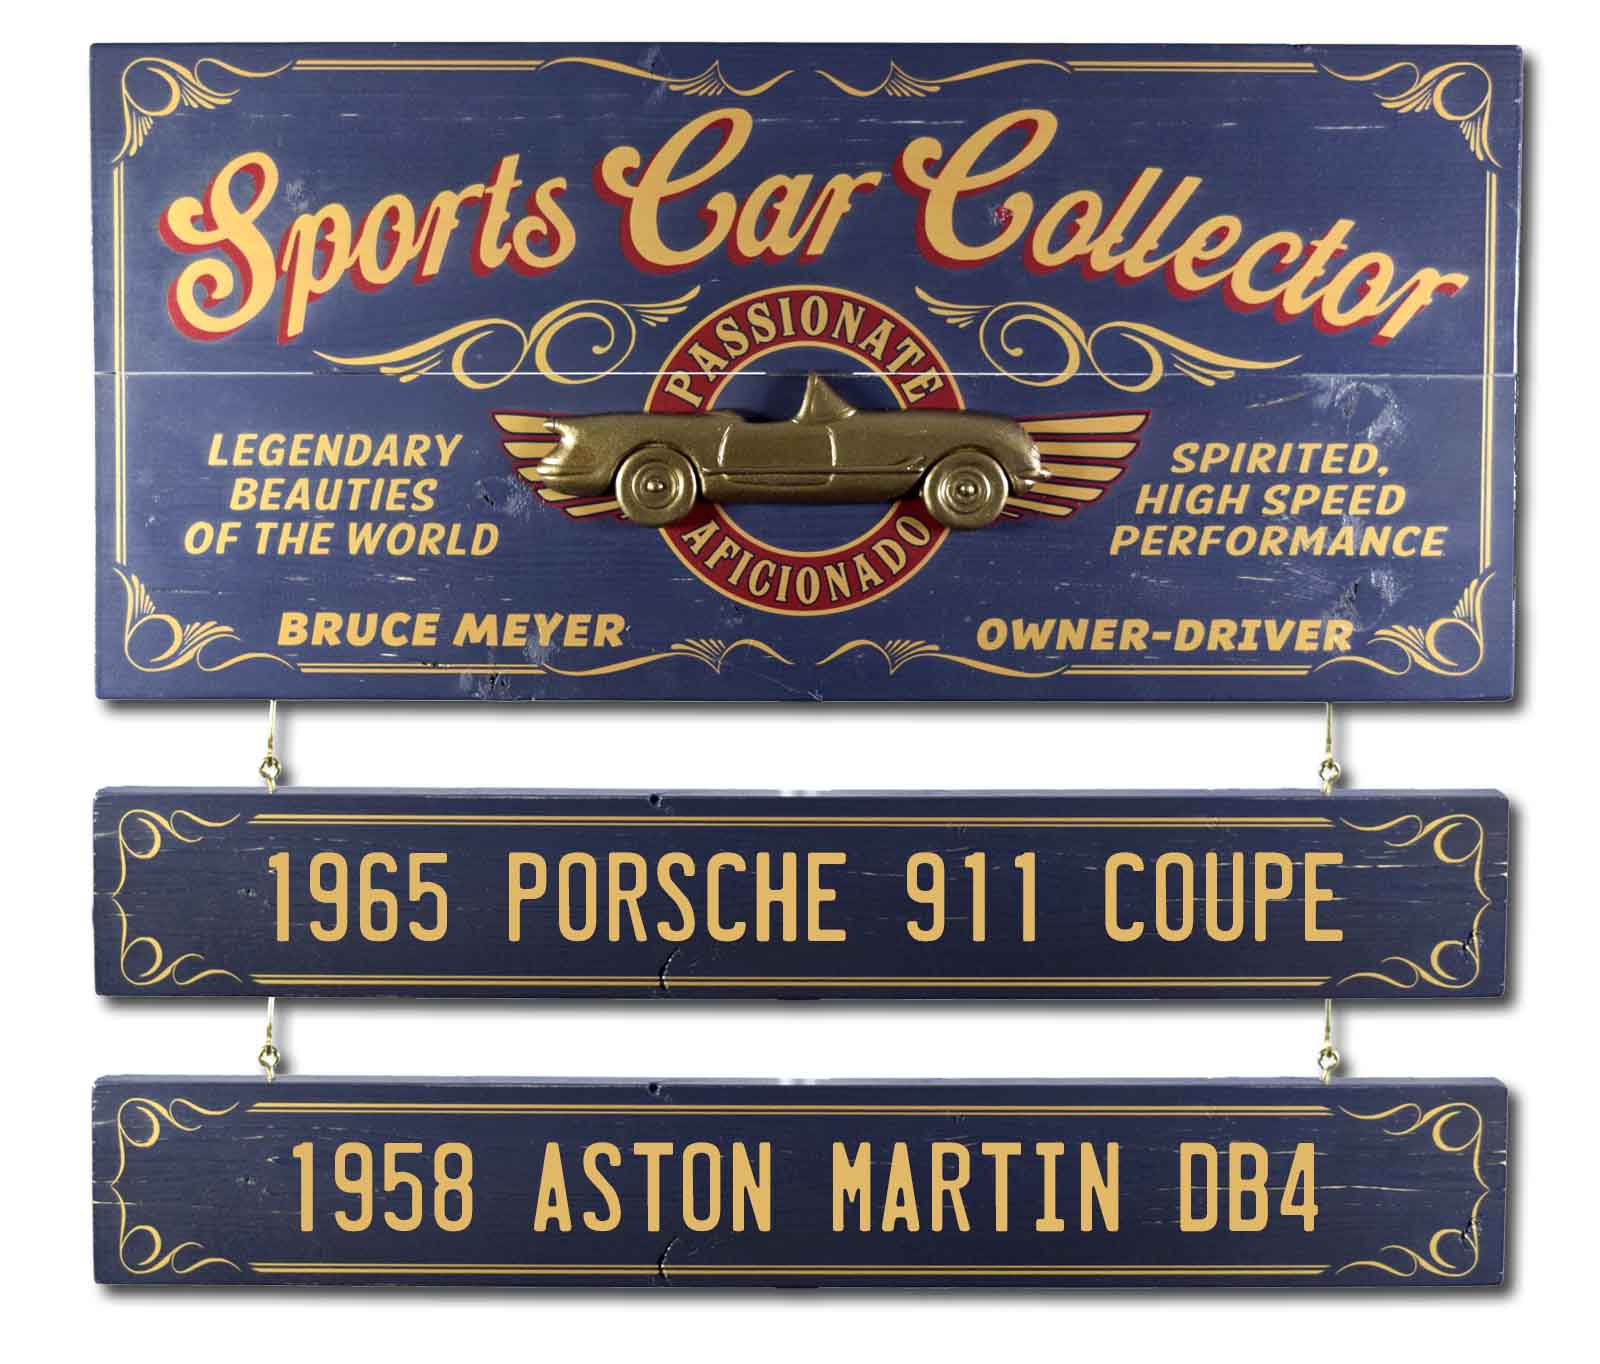 Sports Car Collector
PASSIONATE
AFICIONADO
LEGENDARY
BEAUTIES
OF THE WORLD
SPIRITED,
HIGH SPEED
PERFORMANCE
BRUCE MEYER
OWNER-DRIVER
1965 PORSCHE 911 COUPE
1958 ASTON MARTIN DB4